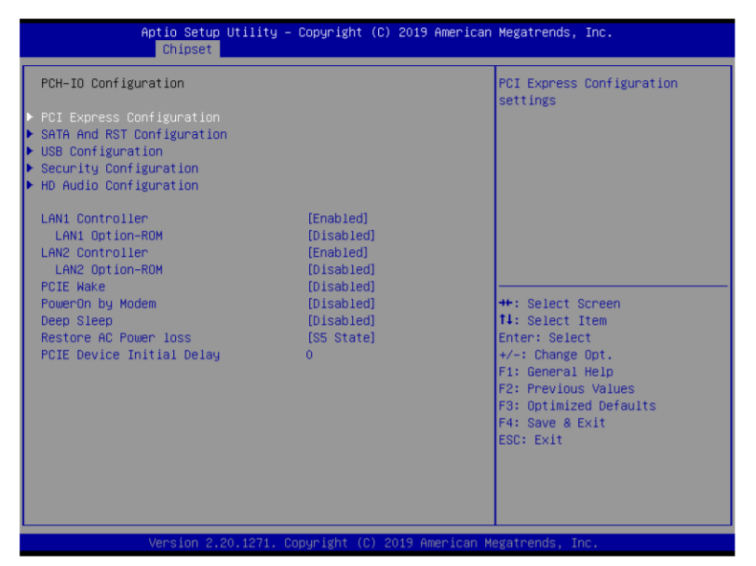 Aptio Setup Utility – Copyright (C) 2019 American Megatrends, Inc.
Chipset
PCH-IO Configuration
PCI Express Configuration
SATA And RST Configuration
USB Configuration
Security Configuration
HD Audio Configuration
LAN1 Controller [Enabled]
LAN1 Option-ROM [Disabled]
LAN2 Controller [Enabled]
LAN2 Option-ROM [Disabled]
PCIE Wake [Disabled]
PowerOn by Modem [Disabled]
Deep Sleep [Disabled]
Restore AC Power loss [S5 State]
PCIE Device Initial Delay 0
PCI Express Configuration
settings
→←: Select Screen
↑↓: Select Item
Enter: Select
+/-: Change Opt.
F1: General Help
F2: Previous Values
F3: Optimized Defaults
F4: Save & Exit
ESC: Exit
Version 2.20.1271. Copyright (C) 2019 American Megatrends, Inc.